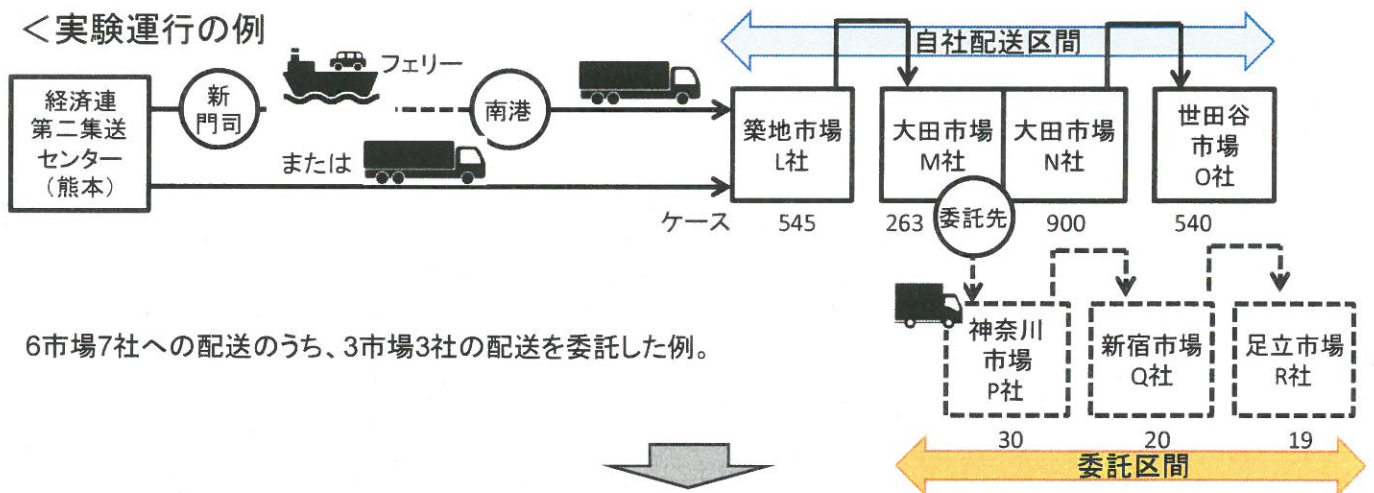 ＜実験運行の例
自社配送区間
経済連
第二集送
センター
（熊本）
新
門司
フェリー
南港
または
築地市場
L社
大田市場
M社
大田市場
N社
世田谷
市場
O社
ケース
545
263
委託先
900
540
神奈川
市場
P社
新宿市場
Q社
足立市場
R社
6市場7社への配送のうち、3市場3社の配送を委託した例。
30
20
19
委託区間